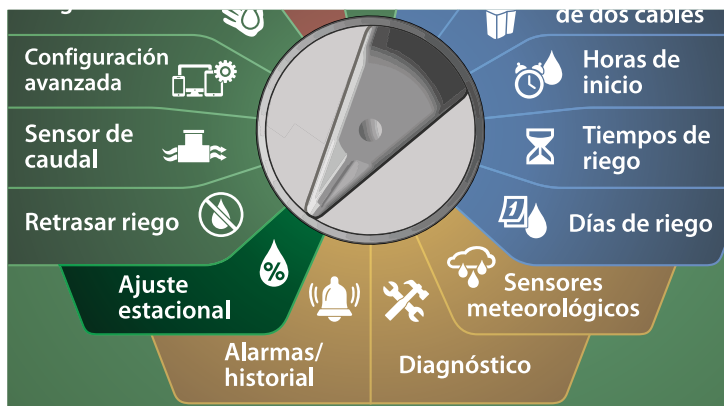 de dos cables
Configuración
avanzada
Horas de
inicio
Sensor de
caudal
Tiempos de
riego
Retrasar riego
1
Días de riego
Ajuste
estacional
%
Sensores
meteorológicos
Alarmas/
historial
Diagnóstico